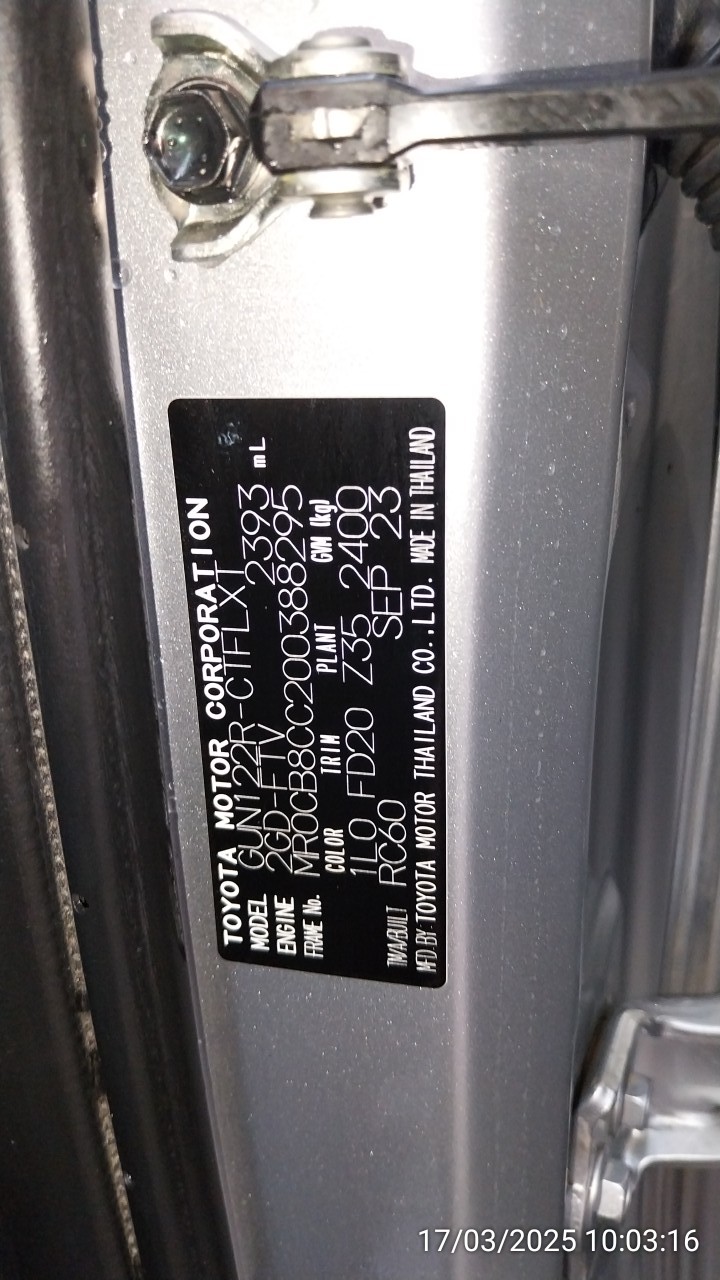 TOYOTA MOTOR CORPORATION
MODEL GUN122R-CTFLXT
ENGINE 2GD-FTV 2393 mL
FRAME No. MR0CB8CC200388295
COLOR TRIM PLANT GVM (kg)
1L0 FD20 Z35 2400
TMA/BUILT RC60 SEP 23
MFD.BY:TOYOTA MOTOR THAILAND CO.,LTD. MADE IN THAILAND
17/03/2025 10:03:16